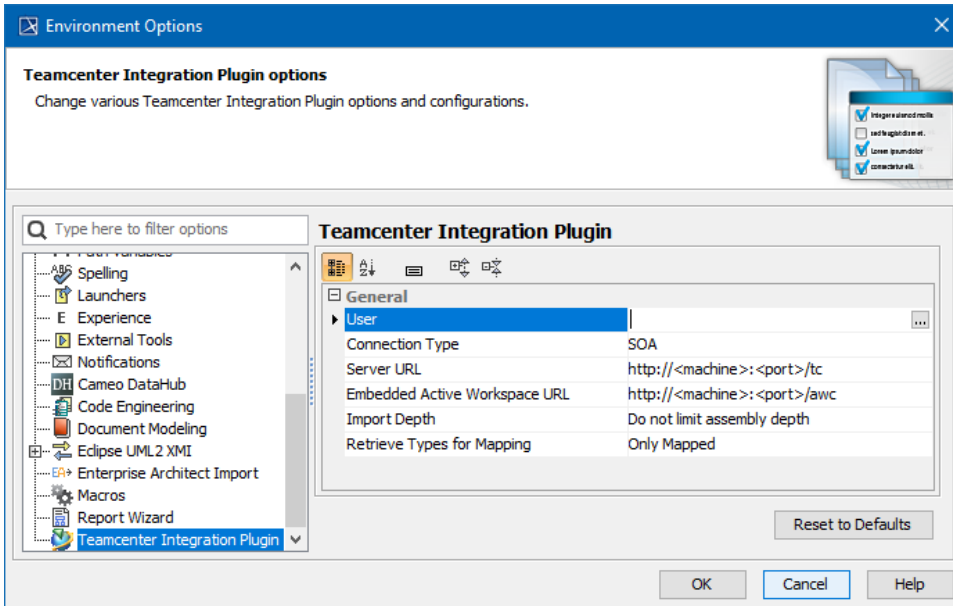 Environment Options
Teamcenter Integration Plugin options
Change various Teamcenter Integration Plugin options and configurations.
Type here to filter options
Spelling
Launchers
E Experience
External Tools
Notifications
DH Cameo DataHub
Code Engineering
Document Modeling
Eclipse UML2 XMI
EA Enterprise Architect Import
Macros
Report Wizard
Teamcenter Integration Plugin
Teamcenter Integration Plugin
General
User
Connection Type SOA
Server URL http://<machine>:<port>/tc
Embedded Active Workspace URL http://<machine>:<port>/awc
Import Depth Do not limit assembly depth
Retrieve Types for Mapping Only Mapped
Reset to Defaults
OK Cancel Help